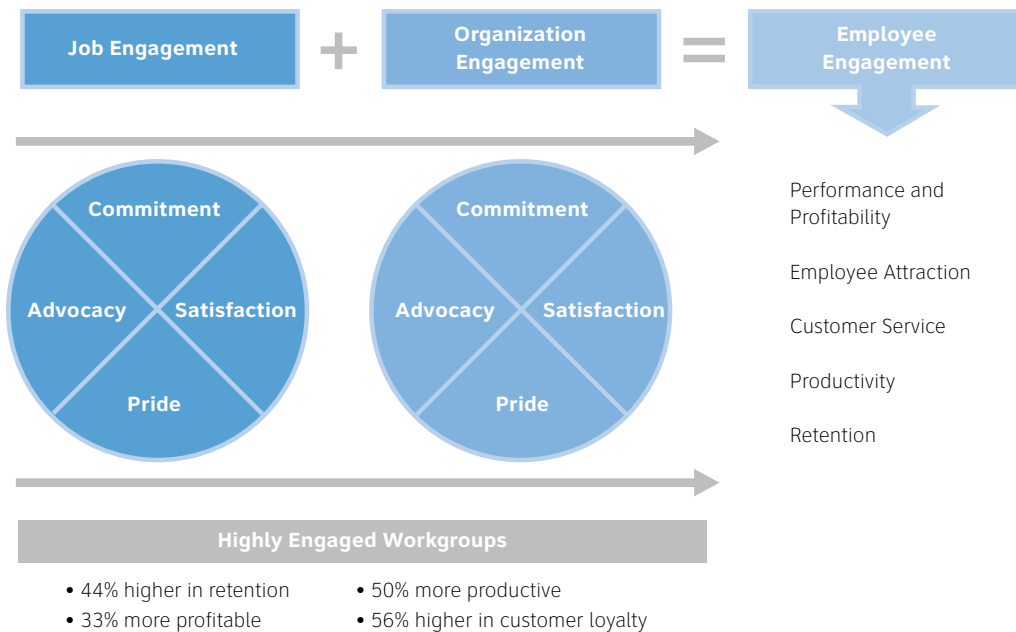 Job Engagement
+
Organization
Engagement
=
Employee
Engagement
Commitment
Advocacy
Satisfaction
Pride
Commitment
Advocacy
Satisfaction
Pride
Performance and
Profitability
Employee Attraction
Customer Service
Productivity
Retention
Highly Engaged Workgroups
• 44% higher in retention
• 33% more profitable
• 50% more productive
• 56% higher in customer loyalty